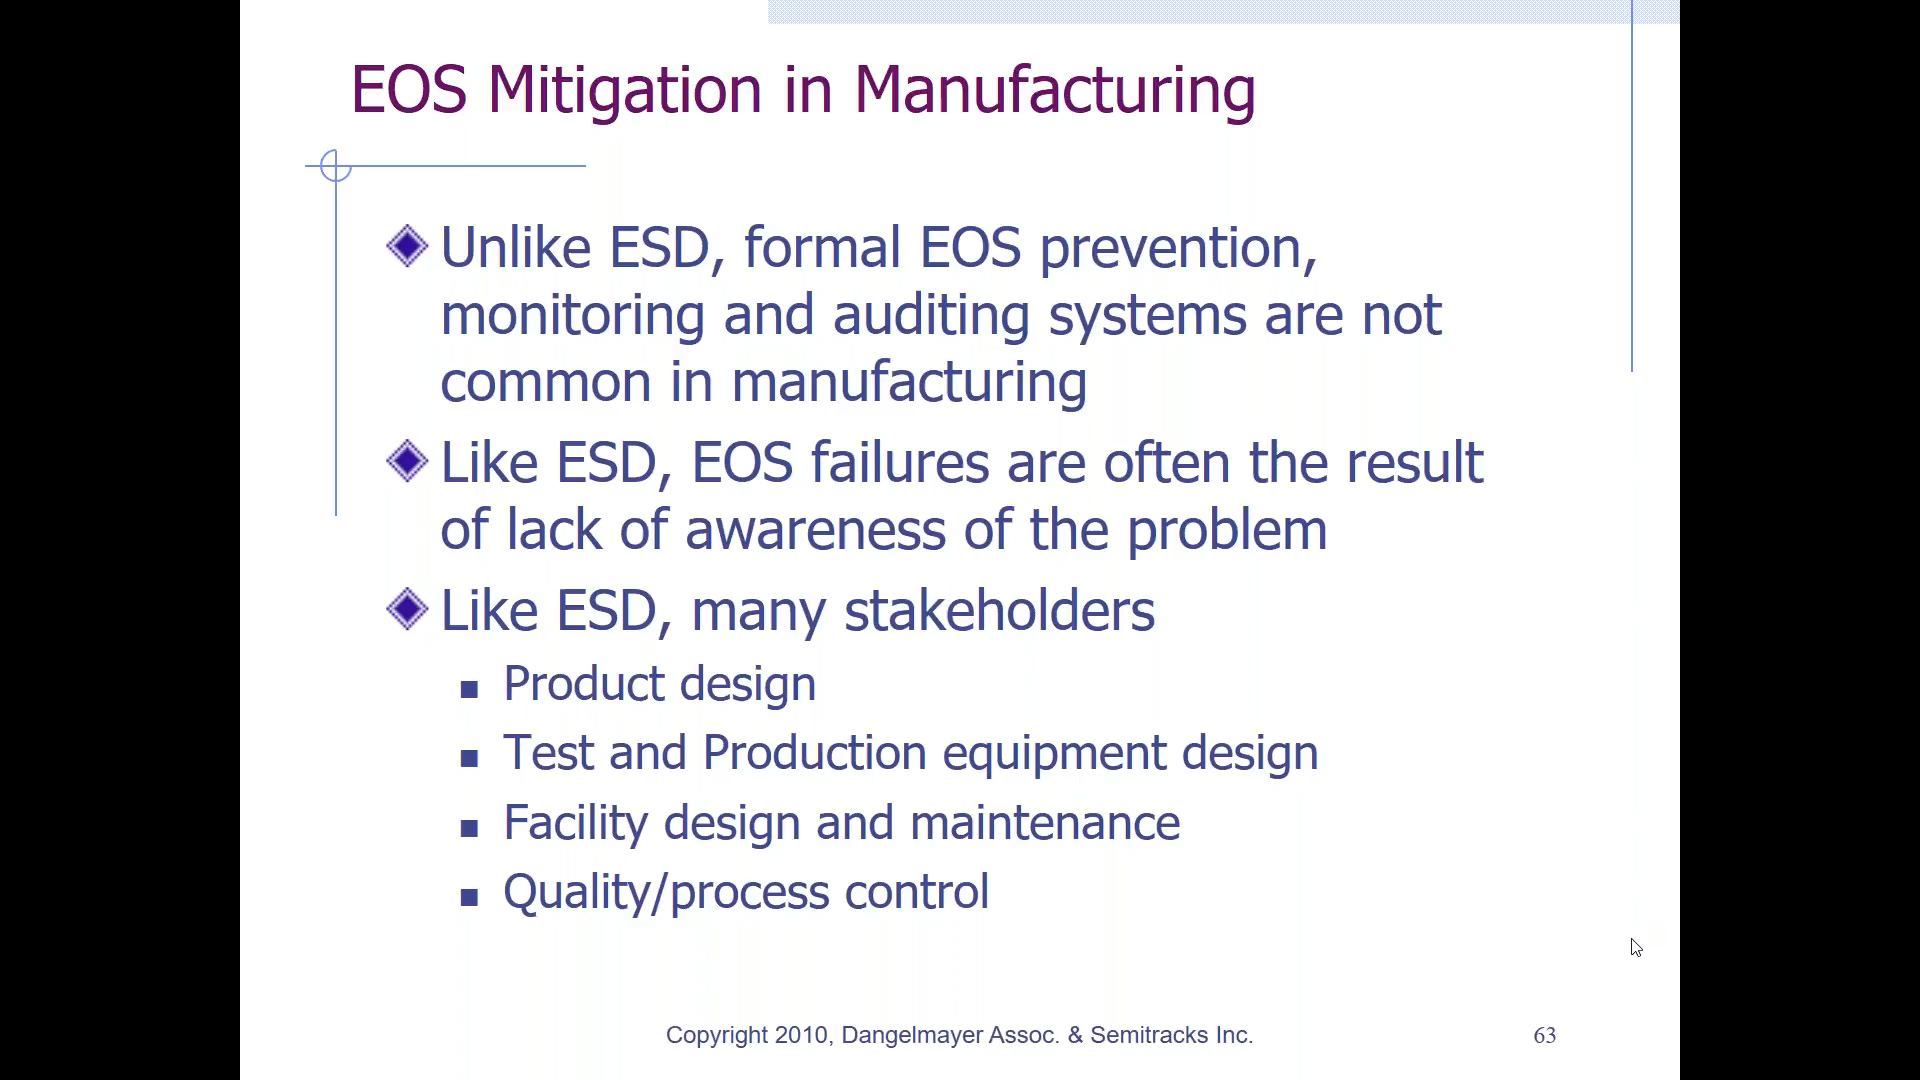 EOS Mitigation in Manufacturing
Unlike ESD, formal EOS prevention,
monitoring and auditing systems are not
common in manufacturing
Like ESD, EOS failures are often the result
of lack of awareness of the problem
Like ESD, many stakeholders
Product design
Test and Production equipment design
Facility design and maintenance
Quality/process control
Copyright 2010, Dangelmayer Assoc. & Semitracks Inc.
63